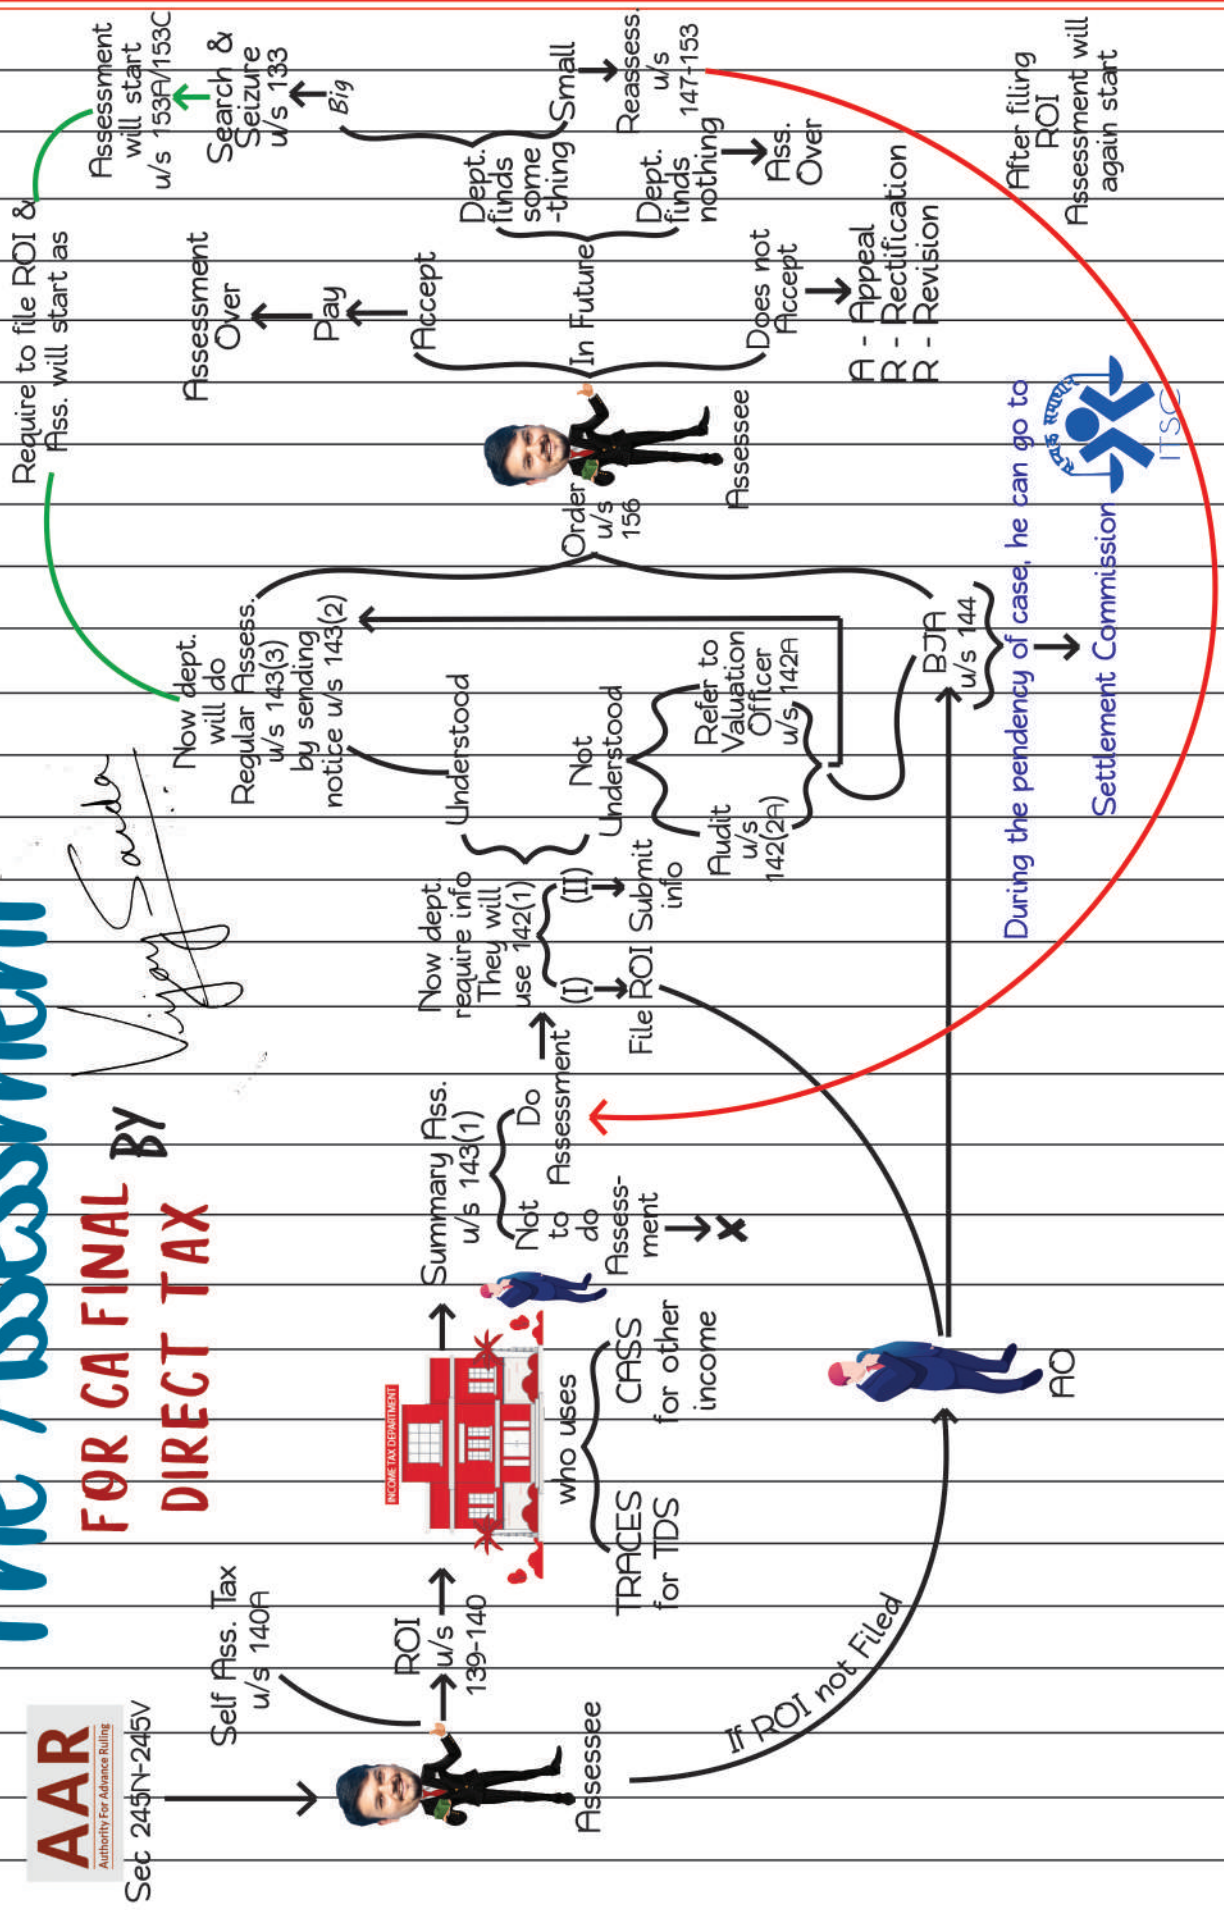 FOR CA FINAL BY
DIRECT TAX
Vijay Sarda
AAR
Authority For Advance Ruling
Sec 245N-245V
Self Ass. Tax
u/s 140A
Assessee
ROI
u/s
139-140
If ROI not Filed
INCOME TAX DEPARTMENT
who uses
TRACES
for TDS
CASS
for other
income
AO
Summary Ass.
u/s 143(1)
Not
to
do
Assess-
ment
x
Do
Assessment
Now dept.
require info
They will
use 142(1)
(I)
File ROI
(II)
Submit
info
Understood
Not
Understood
Audit
u/s
142(2A)
Refer to
Valuation
Officer
u/s 142A
Now dept.
will do
Regular Assess.
u/s 143(3)
by sending
notice u/s 143(2)
BJA
u/s 144
During the pendency of case, he can go to
Settlement Commission
ITSC
Order
u/s
156
Assessee
Accept
Pay
Assessment
Over
In Future
Does not
Accept
A - Appeal
R - Rectification
R - Revision
Dept.
finds
some
-thing
Dept.
finds
nothing
Ass.
Over
Big
Search &
Seizure
u/s 133
Assessment
will start
u/s 153A/153C
Require to file ROI &
Ass. will start as
Small
Reassess.
u/s
147-153
After filing
ROI
Assessment will
again start